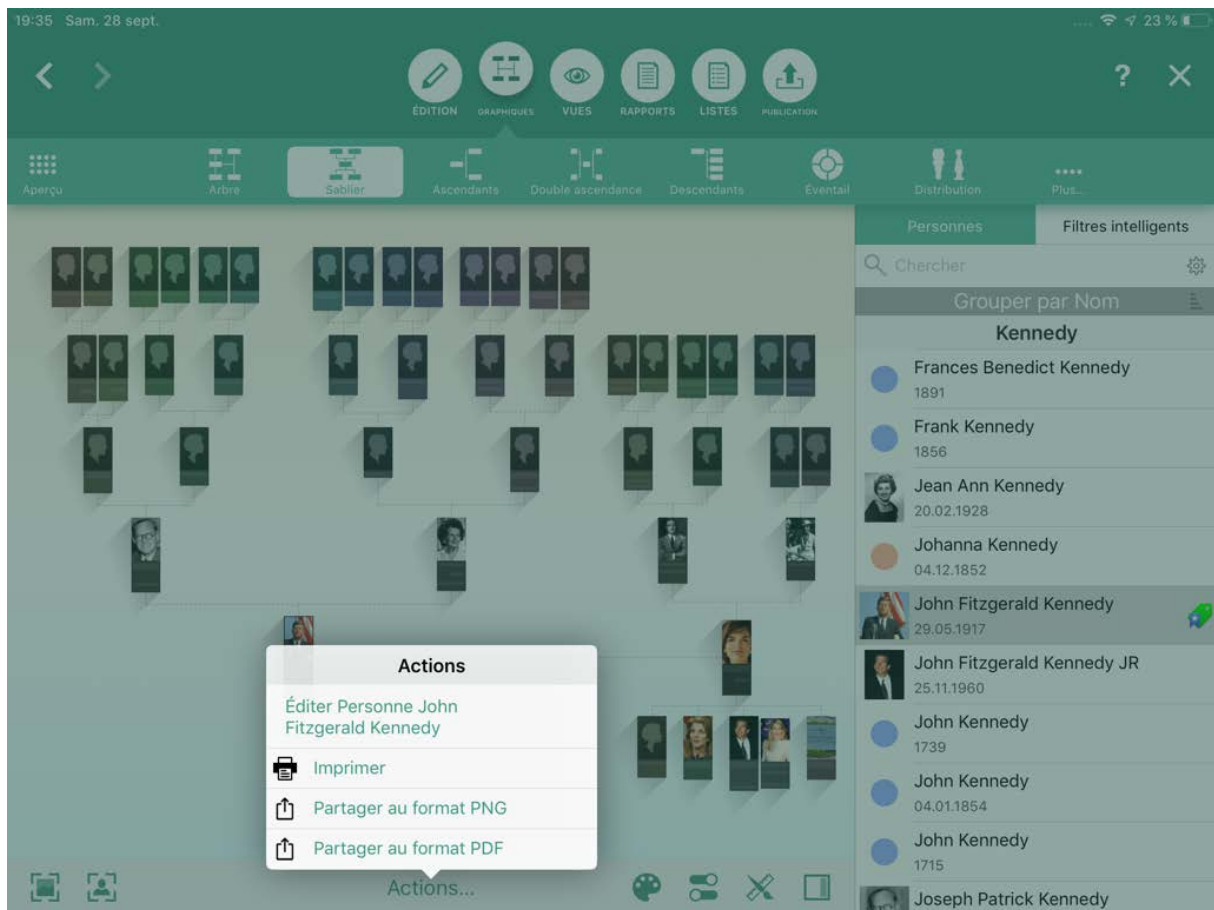 19:35 Sam. 28 sept.
23 %
ÉDITION
GRAPHIQUES
VUES
RAPPORTS
LISTES
PUBLICATION
?
Aperçu
Arbre
Sablier
Ascendants
Double ascendance
Descendants
Éventail
Distribution
Plus...
Personnes
Filtres intelligents
Chercher
Grouper par Nom
Kennedy
Frances Benedict Kennedy
1891
Frank Kennedy
1856
Jean Ann Kennedy
20.02.1928
Johanna Kennedy
04.12.1852
John Fitzgerald Kennedy
29.05.1917
John Fitzgerald Kennedy JR
25.11.1960
John Kennedy
1739
John Kennedy
04.01.1854
John Kennedy
1715
Joseph Patrick Kennedy
Actions
Éditer Personne John
Fitzgerald Kennedy
Imprimer
Partager au format PNG
Partager au format PDF
Actions...